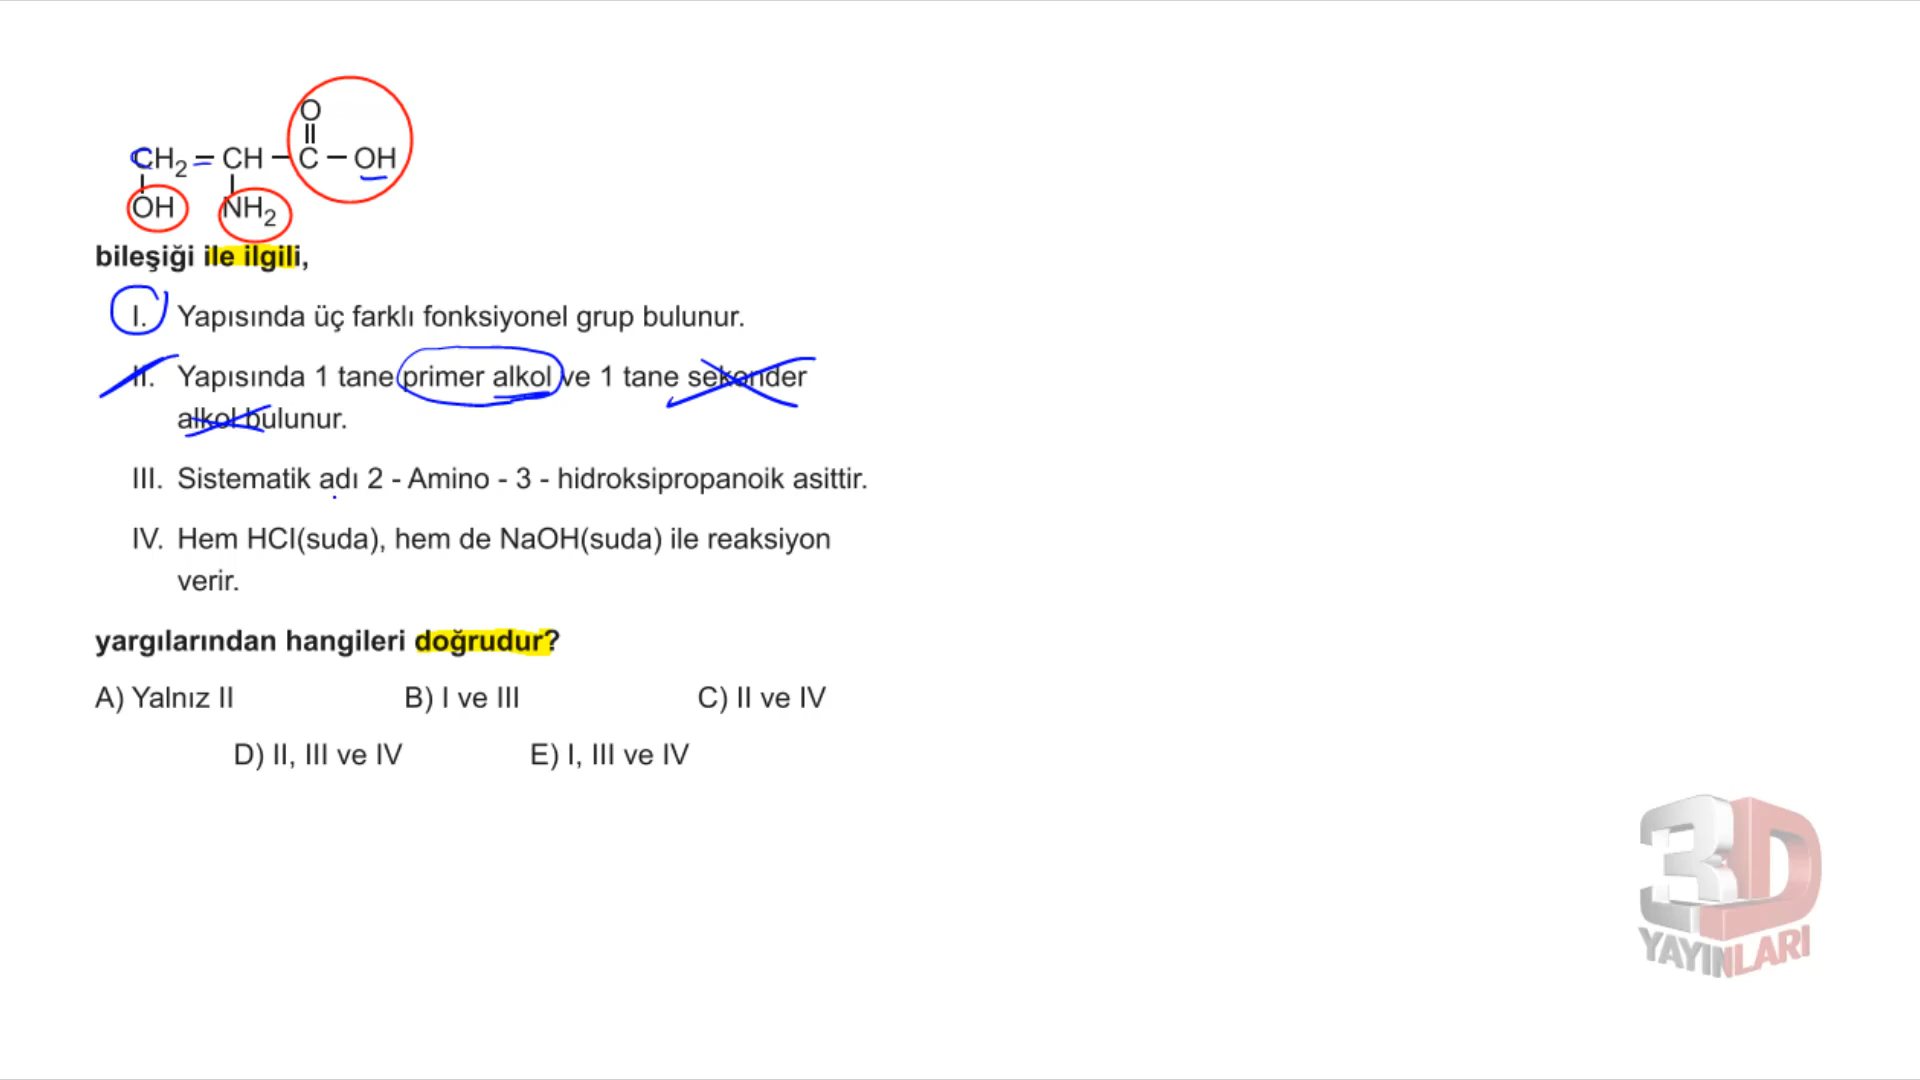 O
CH2 – CH – C – OH
OH NH2
bileşiği ile ilgili,
I. Yapısında üç farklı fonksiyonel grup bulunur.
II. Yapısında 1 tane primer alkol ve 1 tane sekonder
alkol bulunur.
III. Sistematik adı 2 - Amino - 3 - hidroksipropanoik asittir.
IV. Hem HCl(suda), hem de NaOH(suda) ile reaksiyon
verir.
yargılarından hangileri doğrudur?
A) Yalnız II B) I ve III C) II ve IV
D) II, III ve IV E) I, III ve IV
3D
YAYINLARI